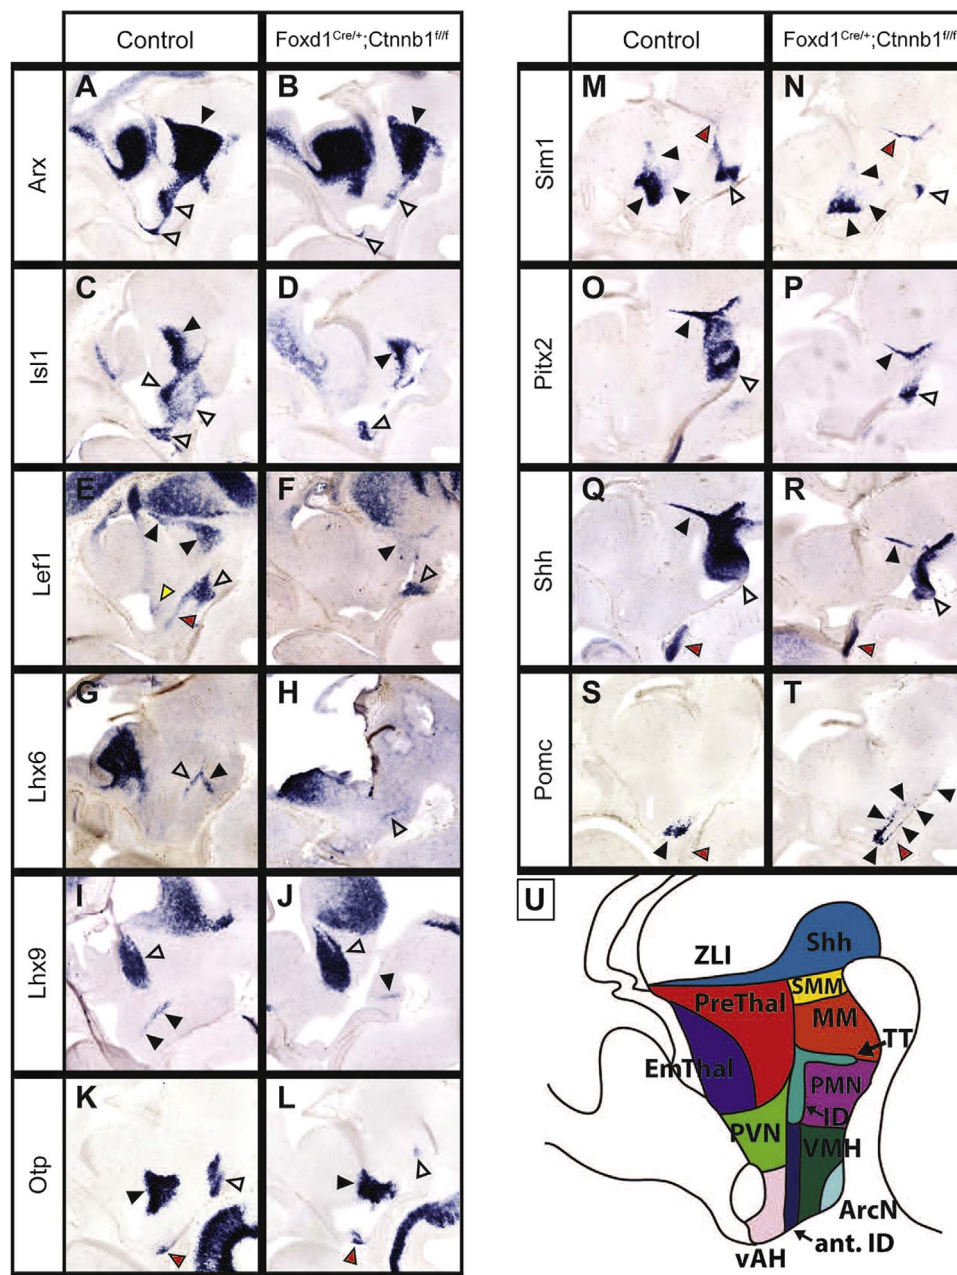 Control
Foxd1Cre/+;Ctnnb1f//f
Arx
A
B
Isl1
C
D
Lef1
E
F
Lhx6
G
H
Lhx9
I
J
Otp
K
L
Control
Foxd1Cre/+;Ctnnb1f//f
Sim1
M
N
Pitx2
O
P
Shh
Q
R
Pomc
S
T
U
Shh
ZLI
SMM
PreThal
MM
TT
EmThal
PMN
ID
PVN
VMH
ArcN
ant. ID
vAH